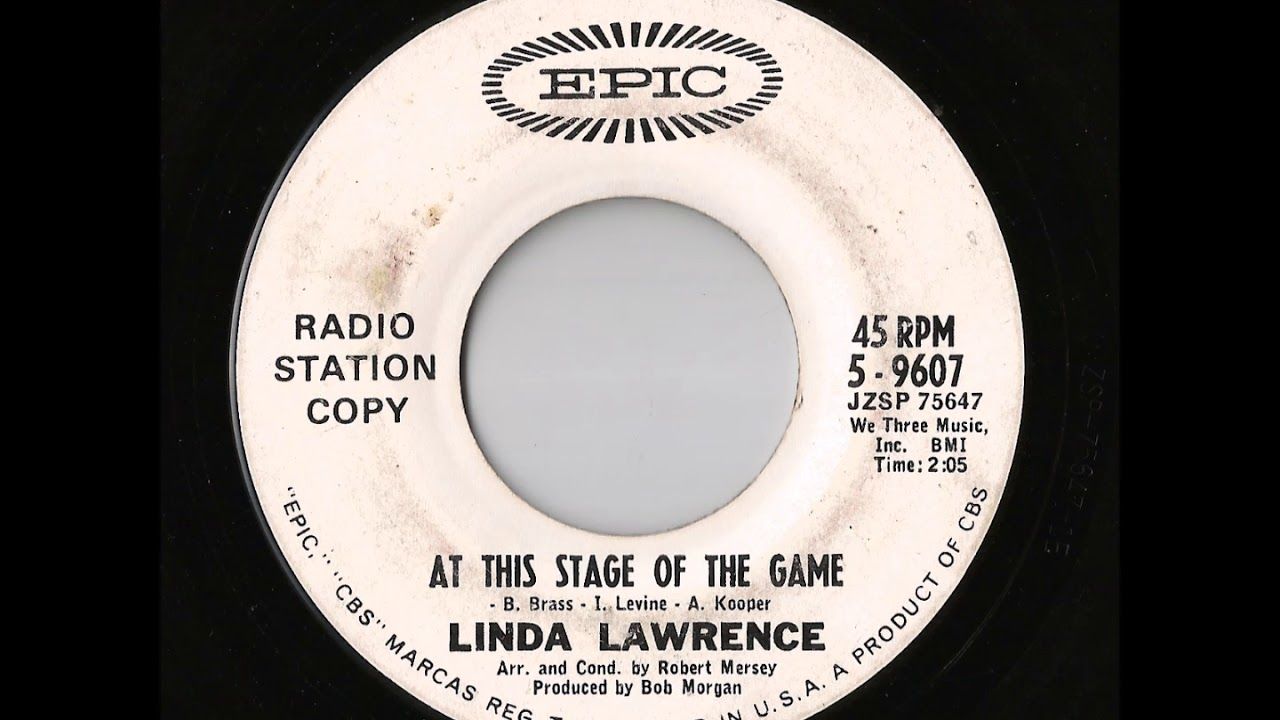 EPIC
RADIO
STATION
COPY
45 RPM
5-9607
JZSP 75647
We Three Music,
Inc. BMI
Time: 2:05
AT THIS STAGE OF THE GAME
- B. Brass - I. Levine - A. Kooper
LINDA LAWRENCE
Arr. and Cond. by Robert Mersey
Produced by Bob Morgan
"EPIC," "CBS" MARCAS REG. IN U.S.A. A PRODUCT OF CBS